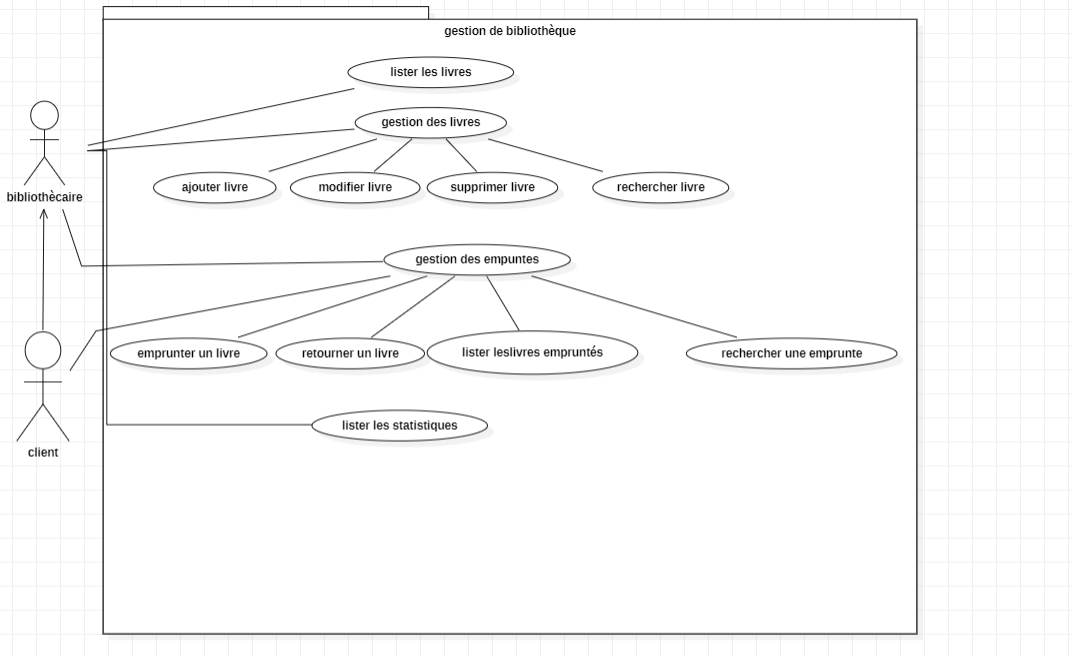 gestion de bibliothèque
lister les livres
gestion des livres
ajouter livre
modifier livre
supprimer livre
rechercher livre
bibliothècaire
gestion des empuntes
emprunter un livre
retourner un livre
lister leslivres empruntés
rechercher une emprunte
lister les statistiques
client